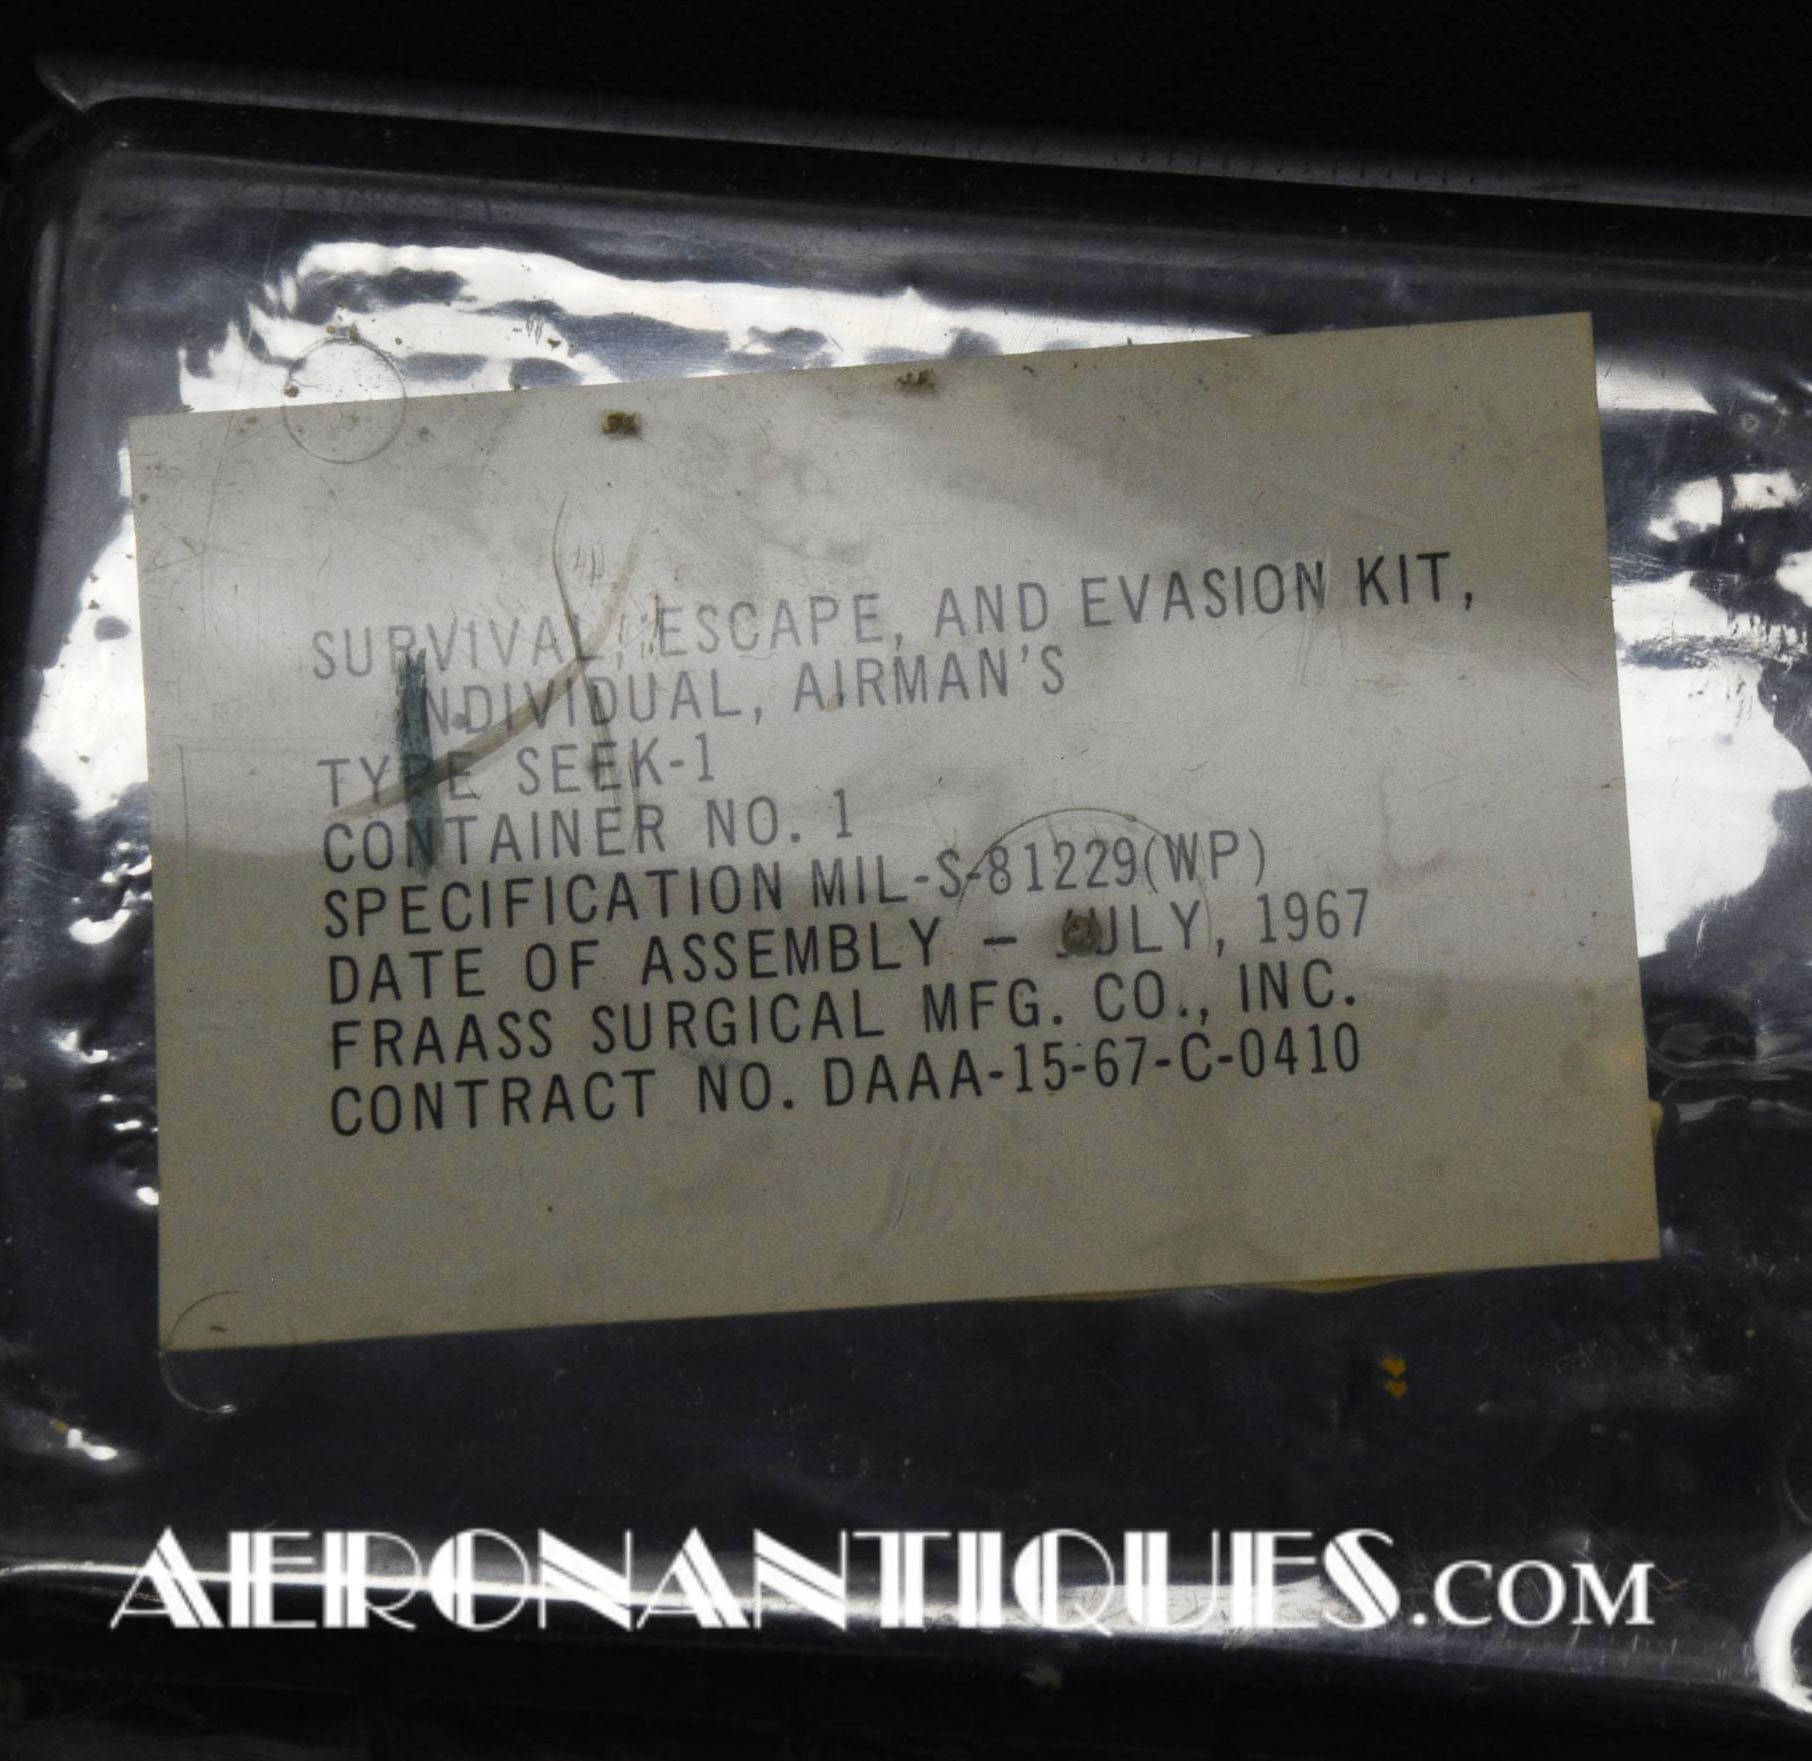 SURVIVAL, ESCAPE, AND EVASION KIT,
INDIVIDUAL, AIRMAN'S
TYPE SEEK-1
CONTAINER NO. 1
SPECIFICATION MIL-S-81229(WP)
DATE OF ASSEMBLY - JULY, 1967
FRAASS SURGICAL MFG. CO., INC.
CONTRACT NO. DAAA-15-67-C-0410
AERONANTIQUES.COM